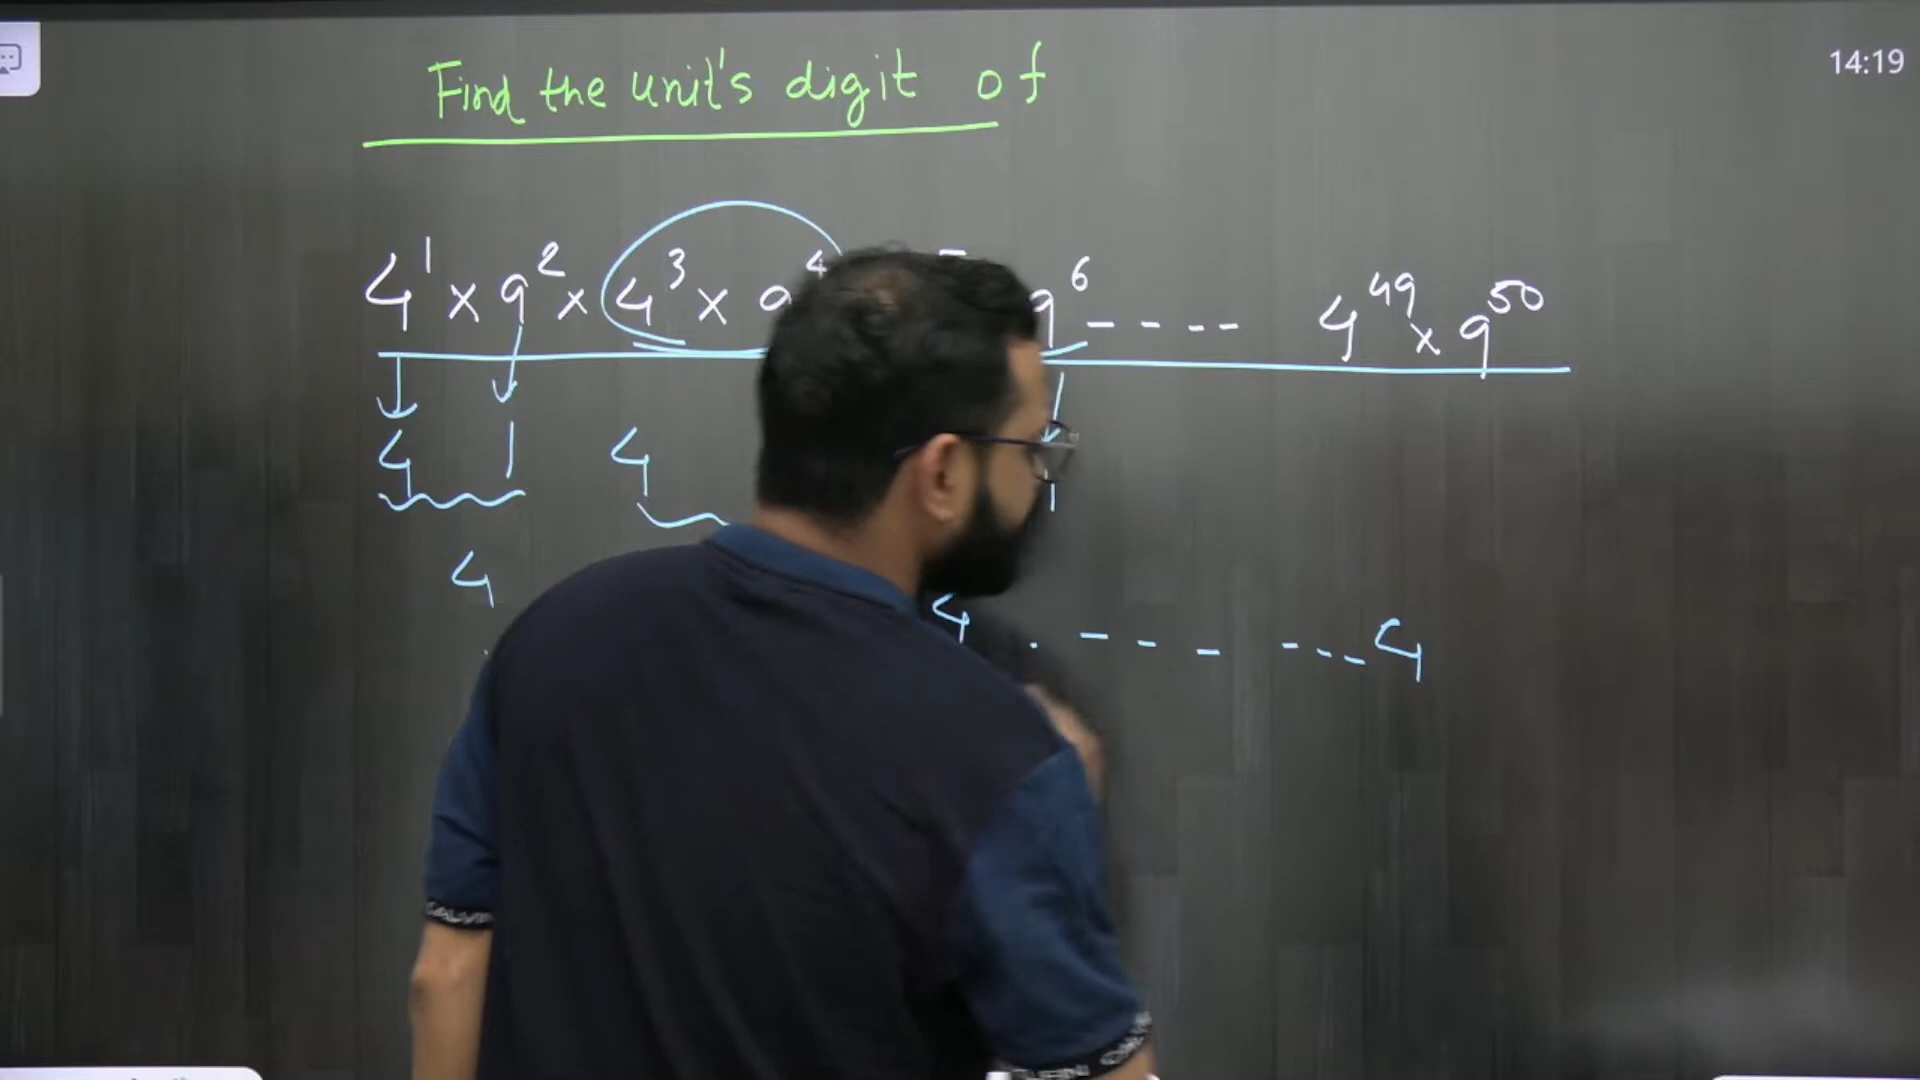 14:19
Find the unit's digit of
4¹ × 9² × 4³ × 9⁴ 9⁶ ---- 4⁴⁹ × 9⁵⁰
4 1 4
4 4 . --- ---4